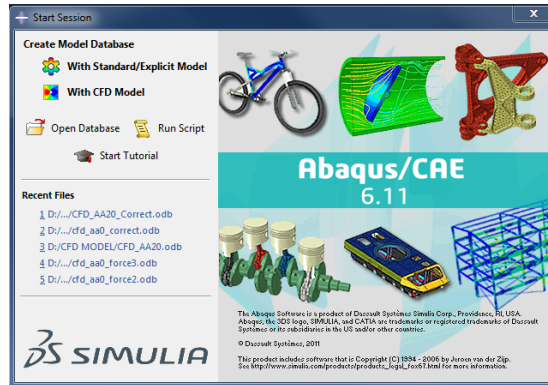 Start Session
x
Create Model Database
With Standard/Explicit Model
With CFD Model
Open Database
Run Script
Start Tutorial
Recent Files
1 D:/.../CFD_AA20_Correct.odb
2 D:/.../cfd_aa0_correct.odb
3 D:/CFD MODEL/CFD_AA20.odb
4 D:/.../cfd_aa0_force3.odb
5 D:/.../cfd_aa0_force2.odb
SIMULIA
Abaqus/CAE
6.11
The Abaqus Software is a product of Dassault Systèmes Simulia Corp., Providence, RI, USA.
Abaqus, the 3DS logo, SIMULIA, and CATIA are trademarks or registered trademarks of Dassault
Systèmes or its subsidiaries in the US and/or other countries.
© Dassault Systèmes, 2011
This product includes software that is Copyright (C) 1994 - 2006 by Jeroen van der Zijp.
See http://www.simulia.com/products/products_legal_fox67.html for more information.